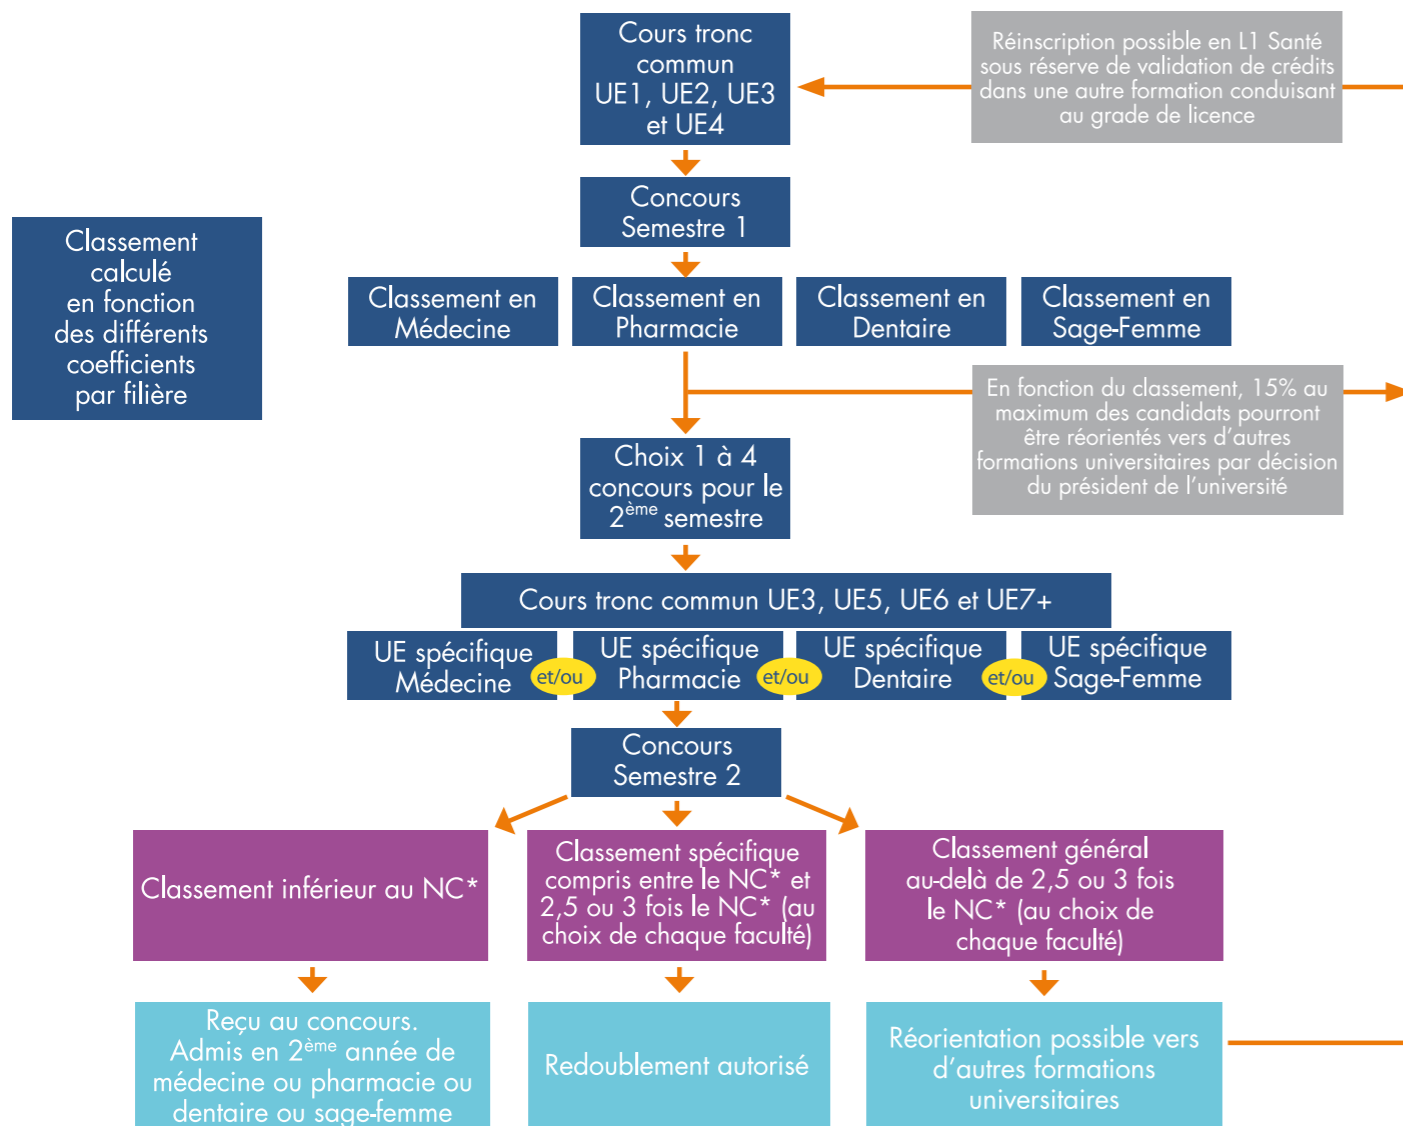 Cours tronc
commun
UE1, UE2, UE3
et UE4
Réinscription possible en L1 Santé
sous réserve de validation de crédits
dans une autre formation conduisant
au grade de licence
Concours
Semestre 1
Classement
calculé
en fonction
des différents
coefficients
par filière
Classement en
Médecine
Classement en
Pharmacie
Classement en
Dentaire
Classement en
Sage-Femme
En fonction du classement, 15% au
maximum des candidats pourront
être réorientés vers d'autres
formations universitaires par décision
du président de l'université
Choix 1 à 4
concours pour le
2ème semestre
Cours tronc commun UE3, UE5, UE6 et UE7+
UE spécifique
Médecine
et/ou
UE spécifique
Pharmacie
et/ou
UE spécifique
Dentaire
et/ou
UE spécifique
Sage-Femme
Concours
Semestre 2
Classement inférieur au NC*
Classement spécifique
compris entre le NC* et
2,5 ou 3 fois le NC* (au
choix de chaque faculté)
Classement général
au-delà de 2,5 ou 3 fois
le NC* (au choix de
chaque faculté)
Reçu au concours.
Admis en 2ème année de
médecine ou pharmacie ou
dentaire ou sage-femme
Redoublement autorisé
Réorientation possible vers
d'autres formations
universitaires